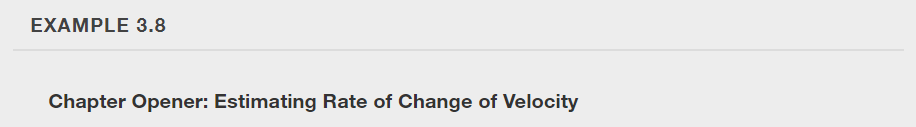 EXAMPLE 3.8
Chapter Opener: Estimating Rate of Change of Velocity